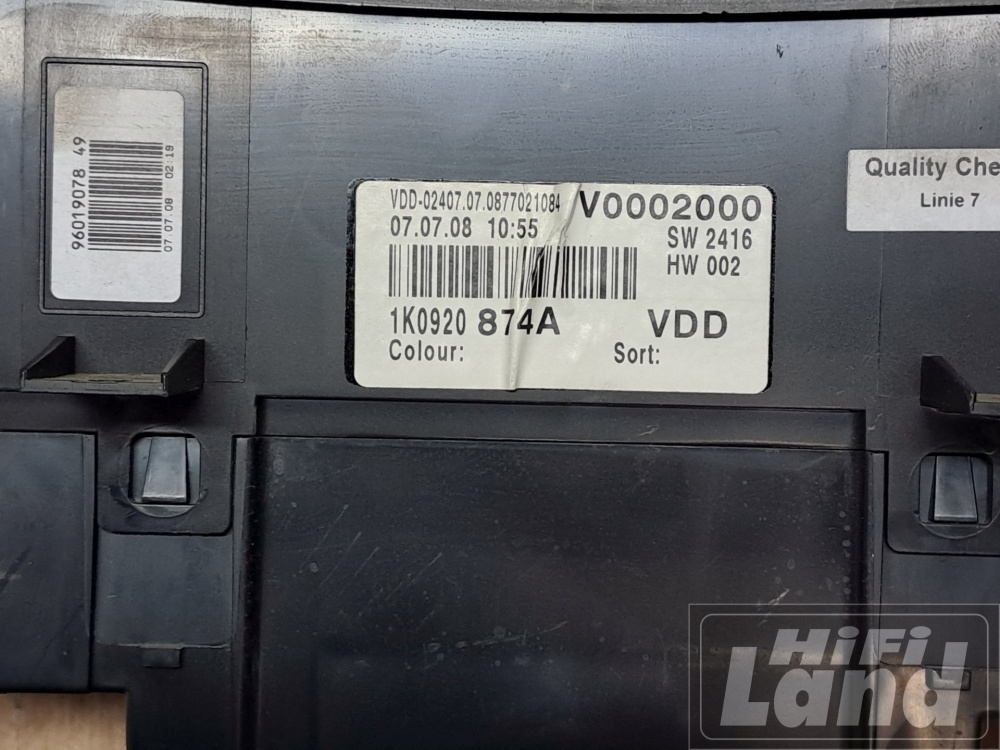 96019078 49
07.07.08 02:19
VDD-02407.07.0877021084
V0002000
07.07.08 10:55
SW 2416
HW 002
1K0920 874A VDD
Colour: Sort:
Quality Che
Linie 7
HiFi
Land